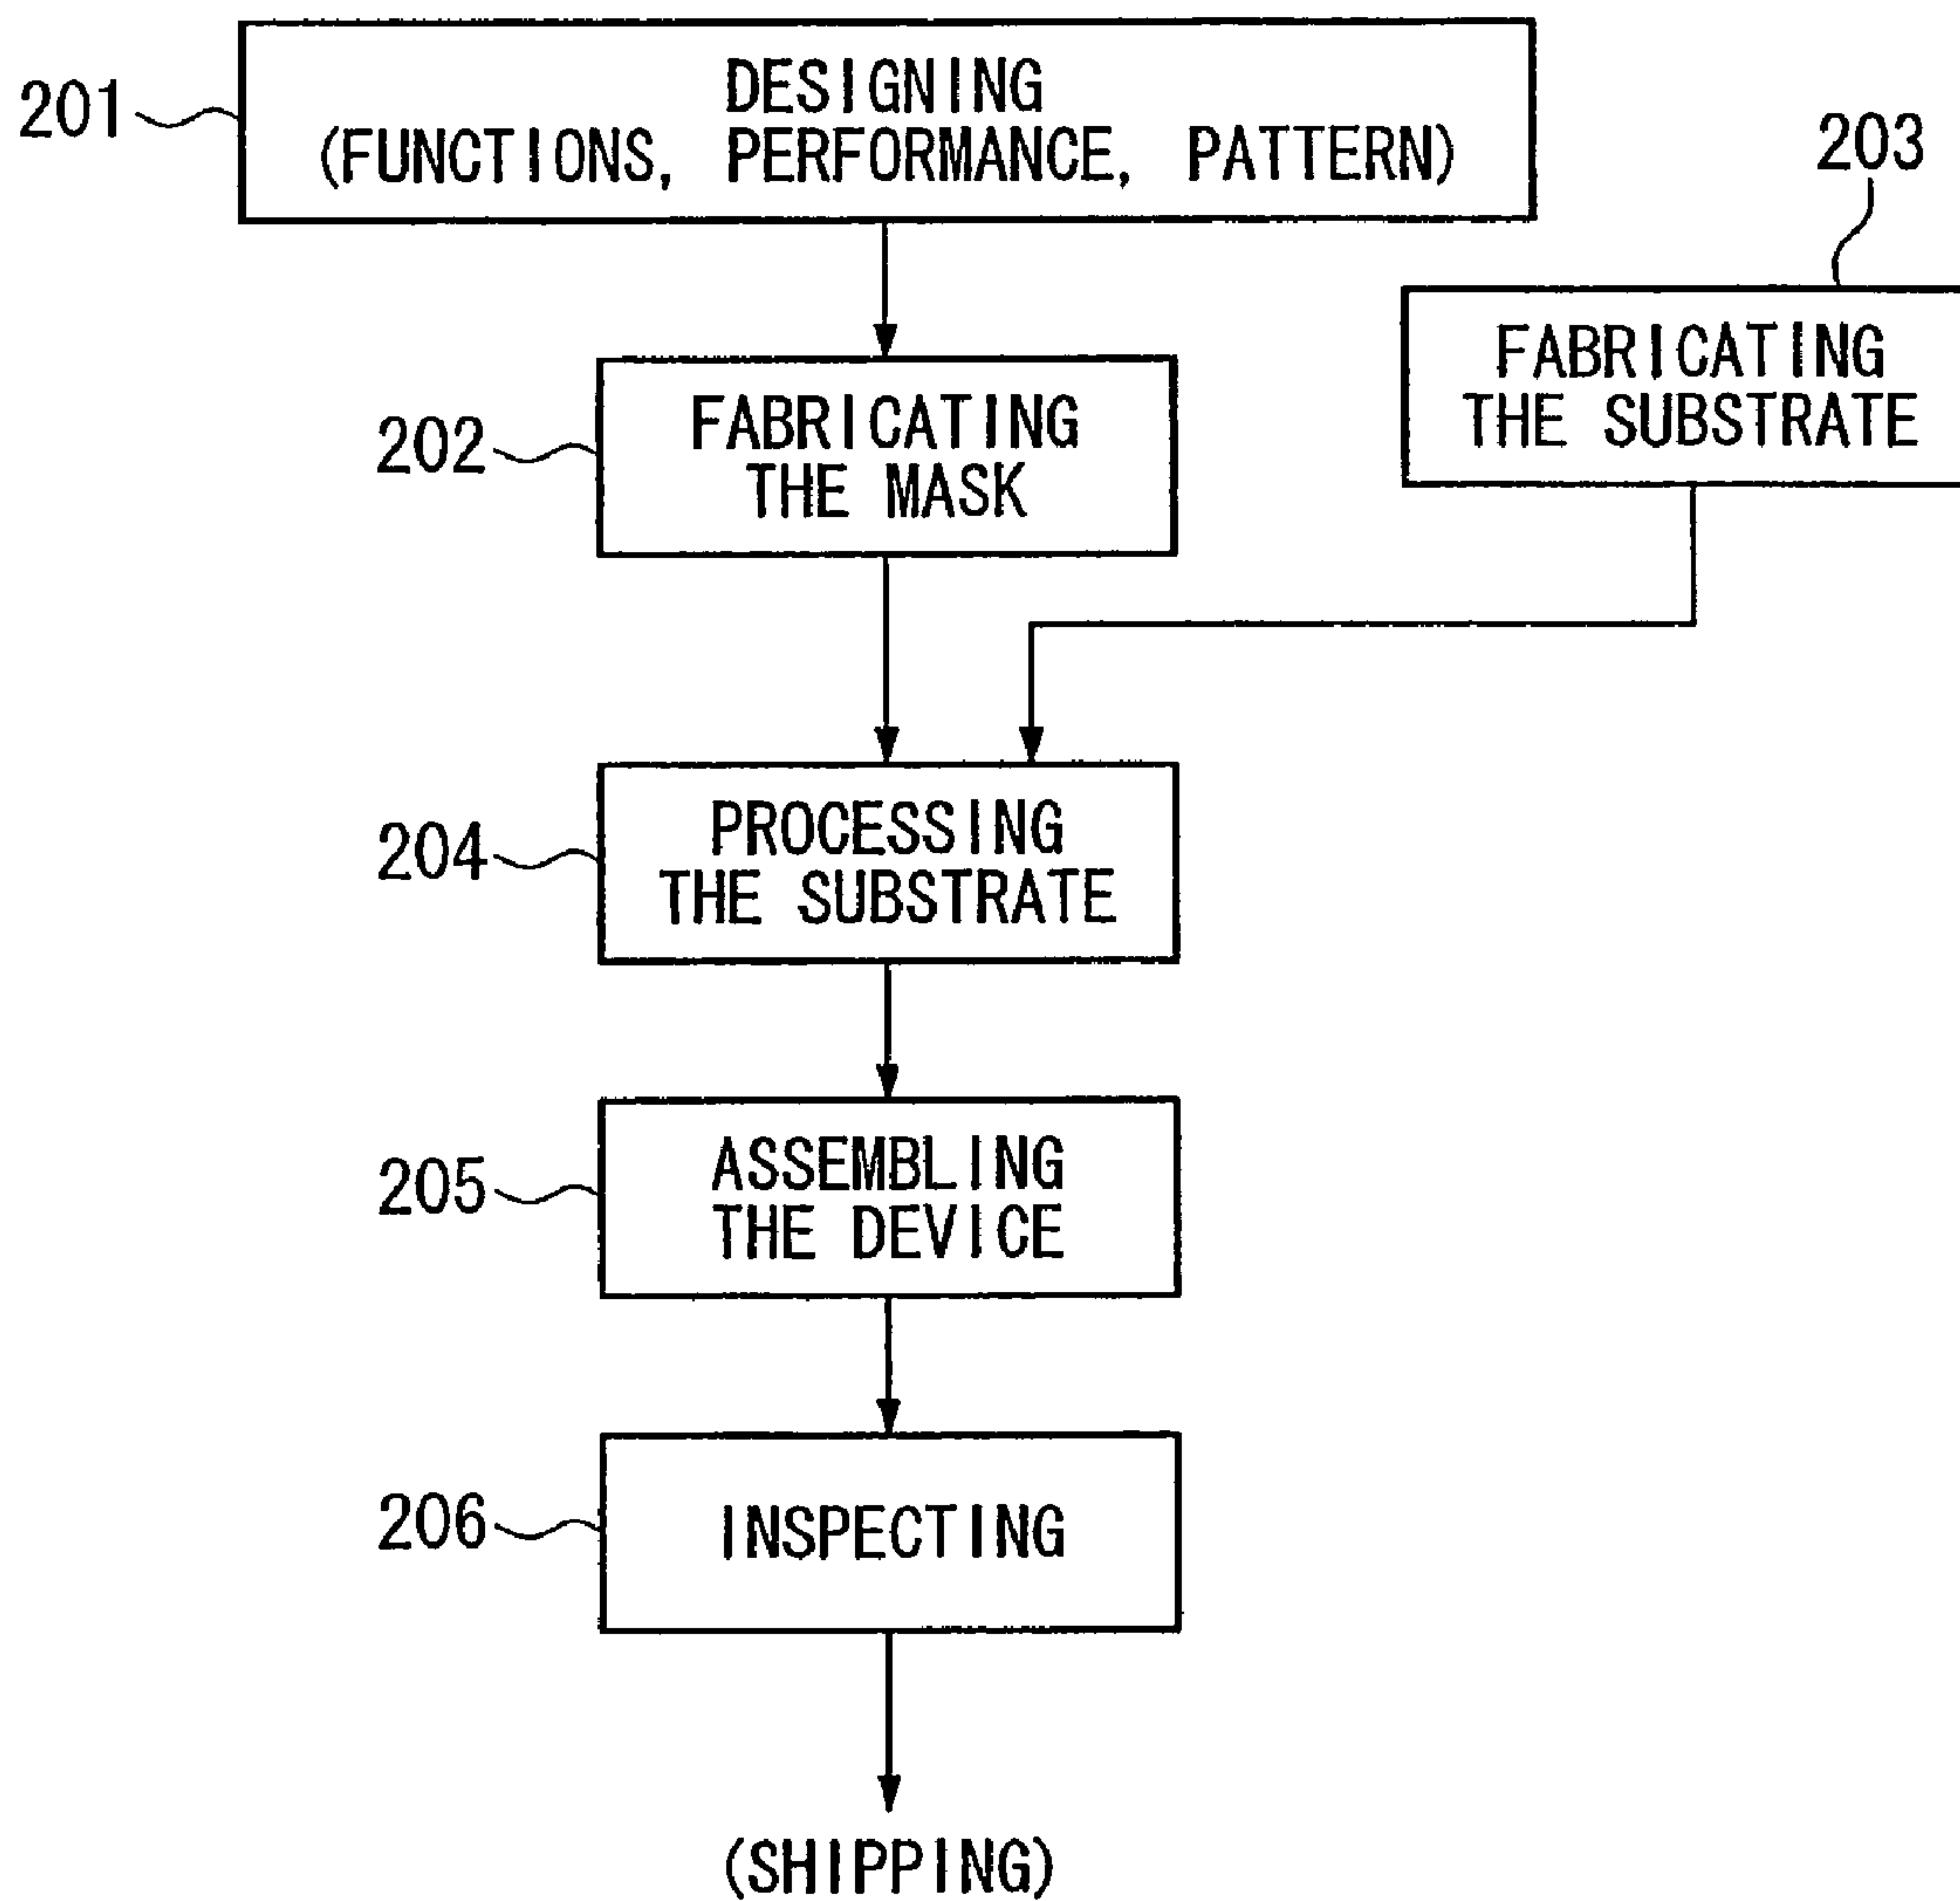 201
DESIGNING
(FUNCTIONS, PERFORMANCE, PATTERN)
203
FABRICATING
THE SUBSTRATE
202
FABRICATING
THE MASK
204
PROCESSING
THE SUBSTRATE
205
ASSEMBLING
THE DEVICE
206
INSPECTING
(SHIPPING)